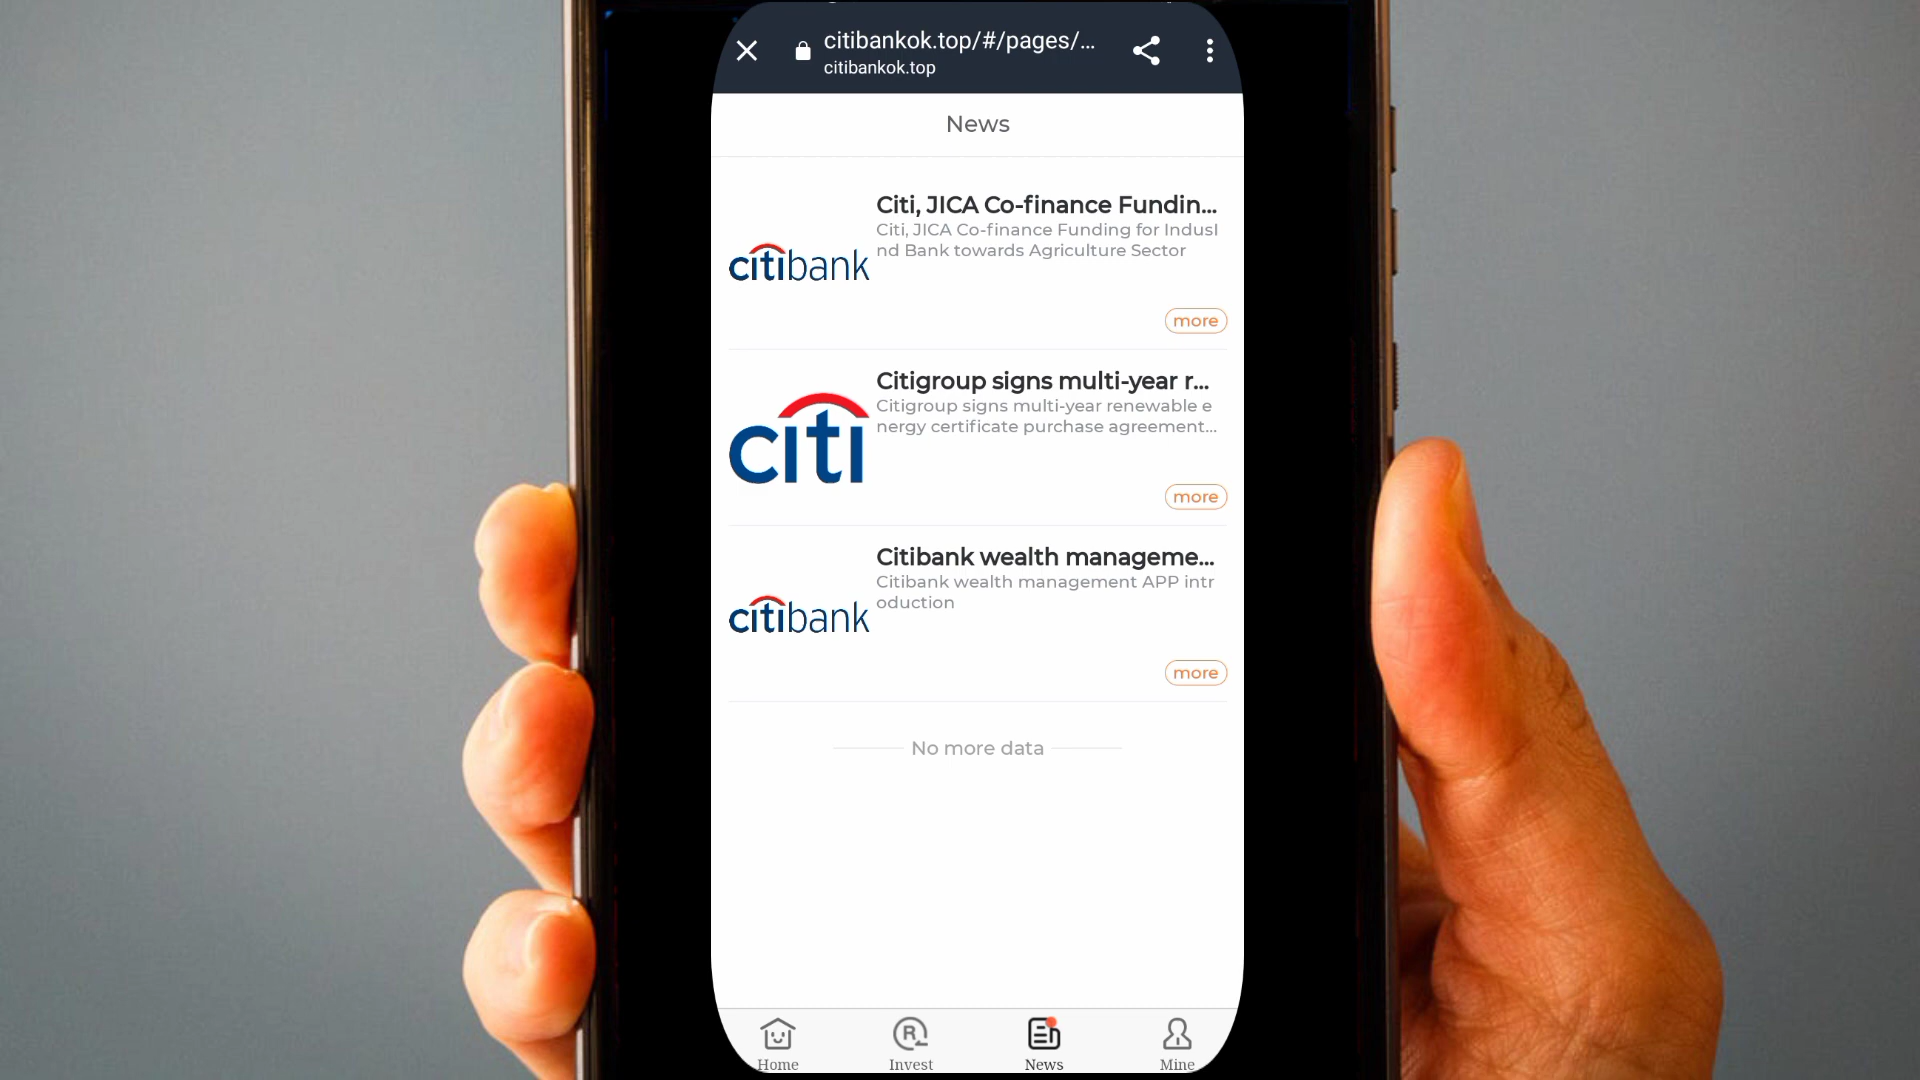 citibankok.top/#/pages/...
citibankok.top
News
Citi, JICA Co-finance Fundin...
Citi, JICA Co-finance Funding for IndusI
nd Bank towards Agriculture Sector
citibank
more
Citigroup signs multi-year r...
Citigroup signs multi-year renewable e
nergy certificate purchase agreement...
citi
more
Citibank wealth manageme...
Citibank wealth management APP intr
oduction
citibank
more
No more data
R
Home
Invest
News
Mine